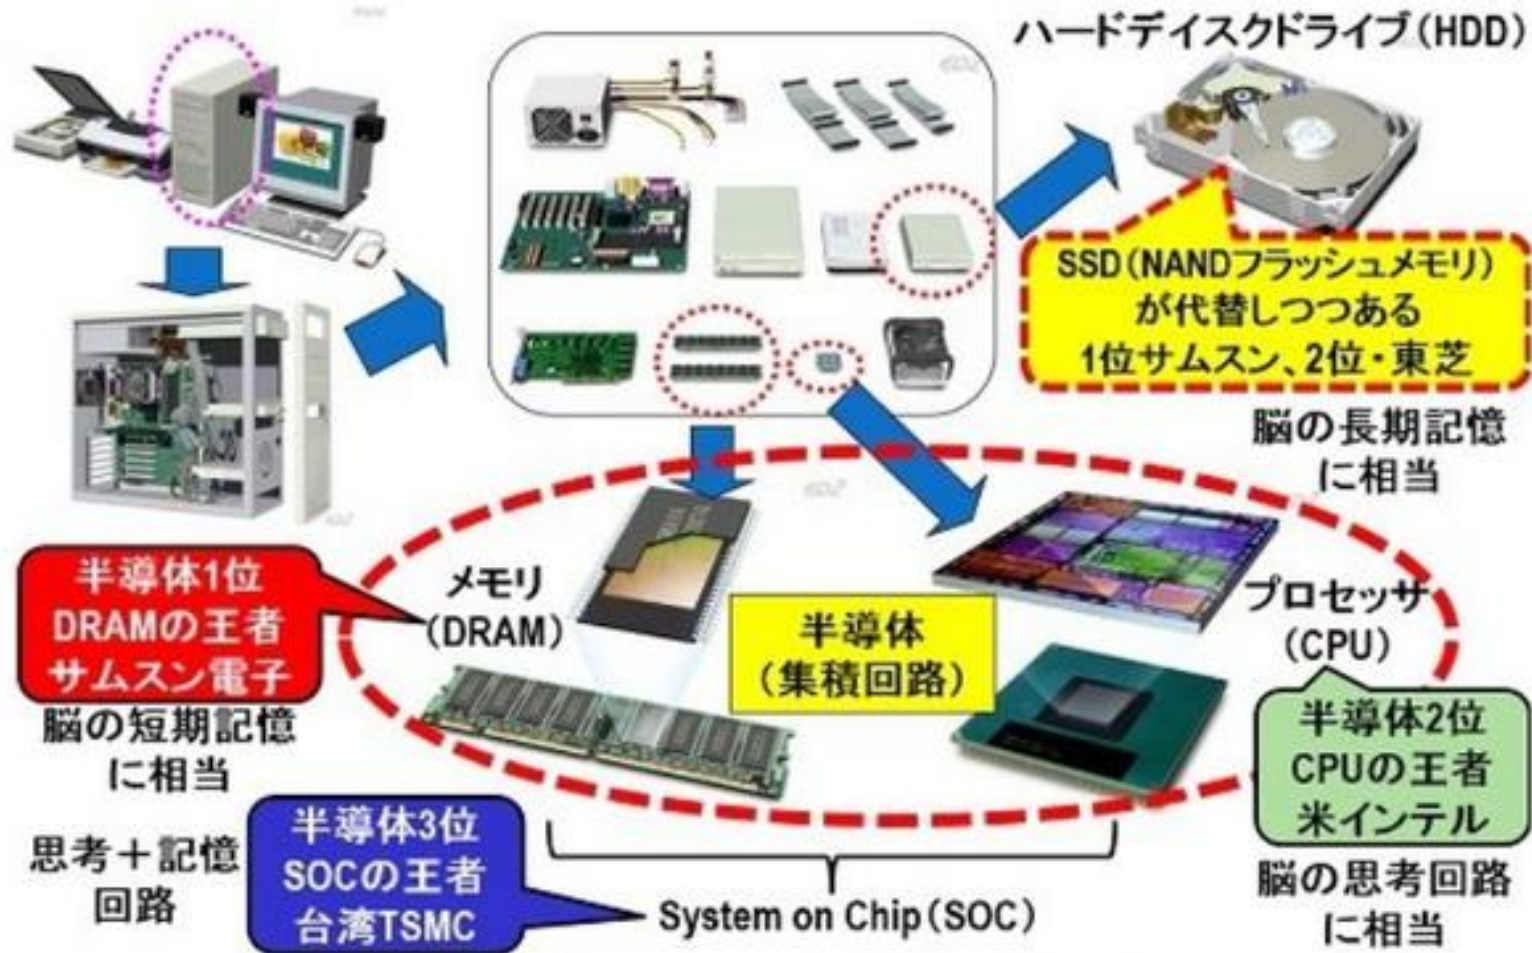 ハードデイスクドライブ(HDD)
SSD(NANDフラッシュメモリ)
が代替しつつある
1位サムスン、2位・東芝
脳の長期記憶
に相当
半導体1位
DRAMの王者
サムスン電子
メモリ
(DRAM)
半導体
(集積回路)
プロセッサ
(CPU)
脳の短期記憶
に相当
半導体2位
CPUの王者
米インテル
思考＋記憶
回路
半導体3位
SOCの王者
台湾TSMC
System on Chip(SOC)
脳の思考回路
に相当